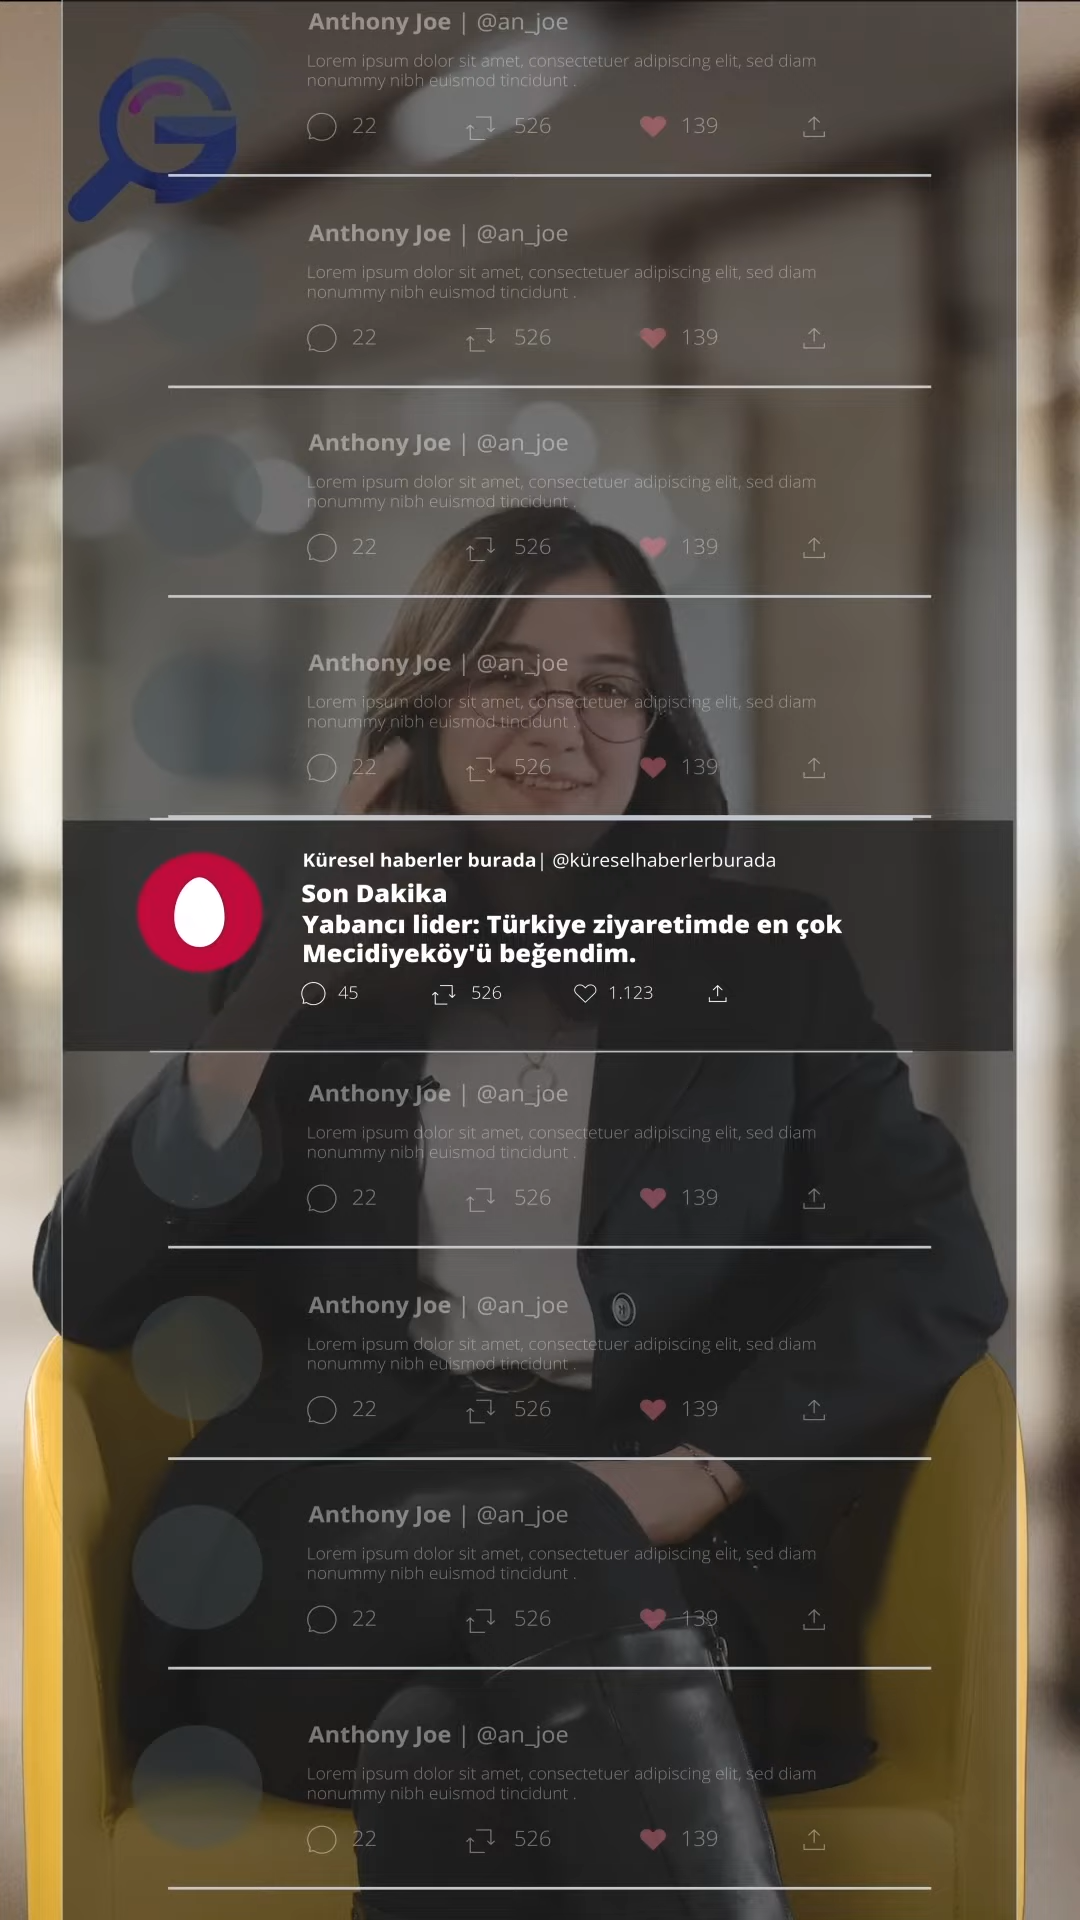 Anthony Joe | @an_joe
Lorem ipsum dolor sit amet, consectetuer adipiscing elit, sed diam
nonummy nibh euismod tincidunt .
22 526 139
Anthony Joe | @an_joe
Lorem ipsum dolor sit amet, consectetuer adipiscing elit, sed diam
nonummy nibh euismod tincidunt .
22 526 139
Anthony Joe | @an_joe
Lorem ipsum dolor sit amet, consectetuer adipiscing elit, sed diam
nonummy nibh euismod tincidunt .
22 526 139
Anthony Joe | @an_joe
Lorem ipsum dolor sit amet, consectetuer adipiscing elit, sed diam
nonummy nibh euismod tincidunt .
22 526 139
Küresel haberler burada| @küreselhaberlerburada
Son Dakika
Yabancı lider: Türkiye ziyaretimde en çok
Mecidiyeköy'ü beğendim.
45 526 1.123
Anthony Joe | @an_joe
Lorem ipsum dolor sit amet, consectetuer adipiscing elit, sed diam
nonummy nibh euismod tincidunt .
22 526 139
Anthony Joe | @an_joe
Lorem ipsum dolor sit amet, consectetuer adipiscing elit, sed diam
nonummy nibh euismod tincidunt .
22 526 139
Anthony Joe | @an_joe
Lorem ipsum dolor sit amet, consectetuer adipiscing elit, sed diam
nonummy nibh euismod tincidunt .
22 526 139
Anthony Joe | @an_joe
Lorem ipsum dolor sit amet, consectetuer adipiscing elit, sed diam
nonummy nibh euismod tincidunt .
22 526 139